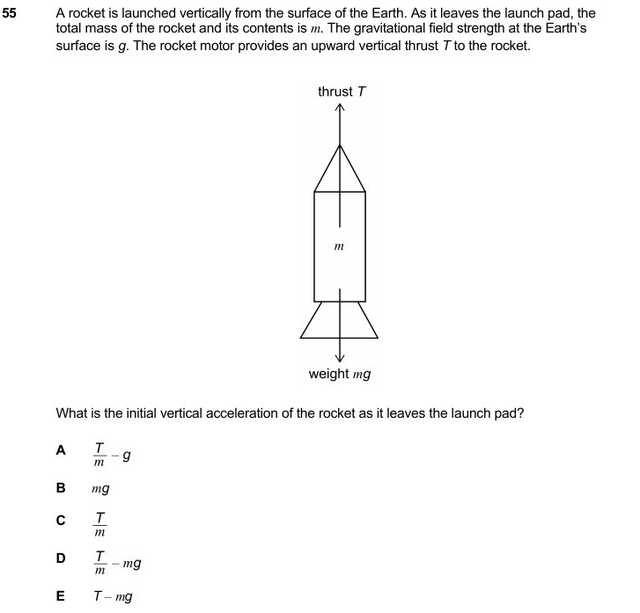 55 A rocket is launched vertically from the surface of the Earth. As it leaves the launch pad, the
total mass of the rocket and its contents is m. The gravitational field strength at the Earth's
surface is g. The rocket motor provides an upward vertical thrust T to the rocket.
thrust T
m
weight mg
What is the initial vertical acceleration of the rocket as it leaves the launch pad?
A T/m – g
B mg
C T/m
D T/m – mg
E T – mg